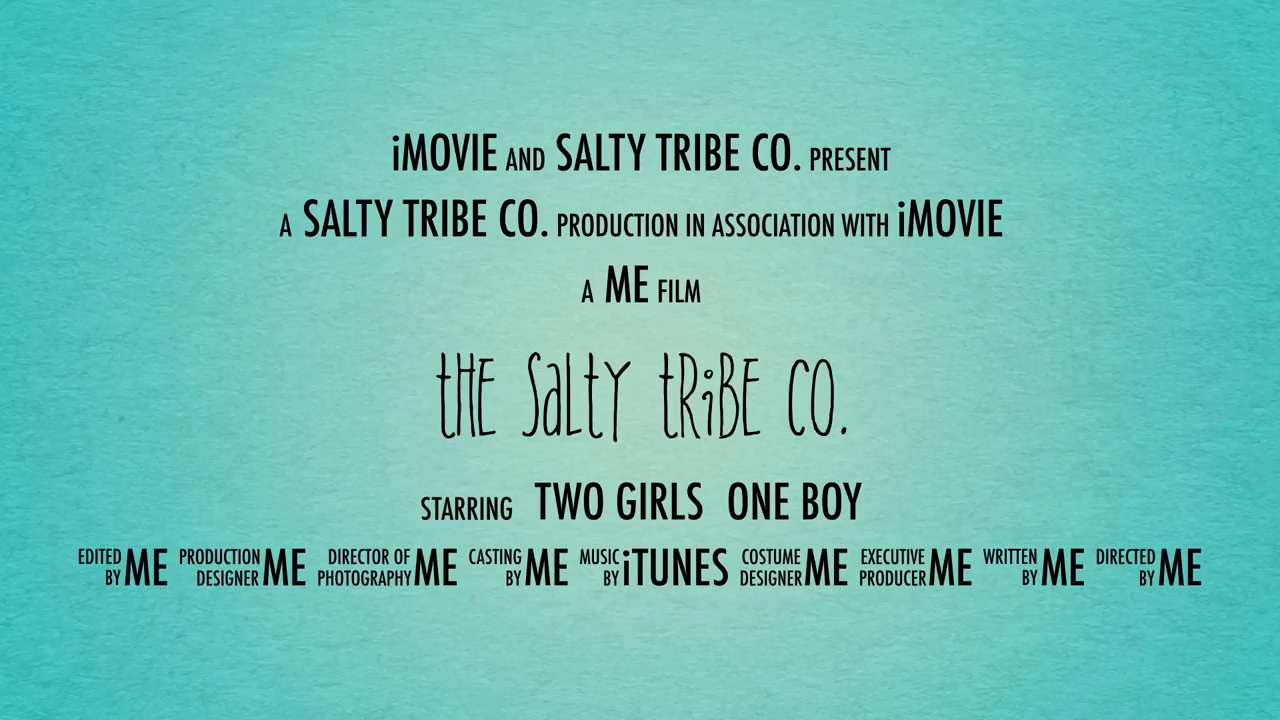 iMOVIE AND SALTY TRIBE CO. PRESENT
A SALTY TRIBE CO. PRODUCTION IN ASSOCIATION WITH iMOVIE
A ME FILM
tHE SaLtY tRiBE CO.
STARRING TWO GIRLS ONE BOY
EDITED BY ME PRODUCTION DESIGNER ME DIRECTOR OF PHOTOGRAPHY ME CASTING BY ME MUSIC BY iTUNES COSTUME DESIGNER ME EXECUTIVE PRODUCER ME WRITTEN BY ME DIRECTED BY ME